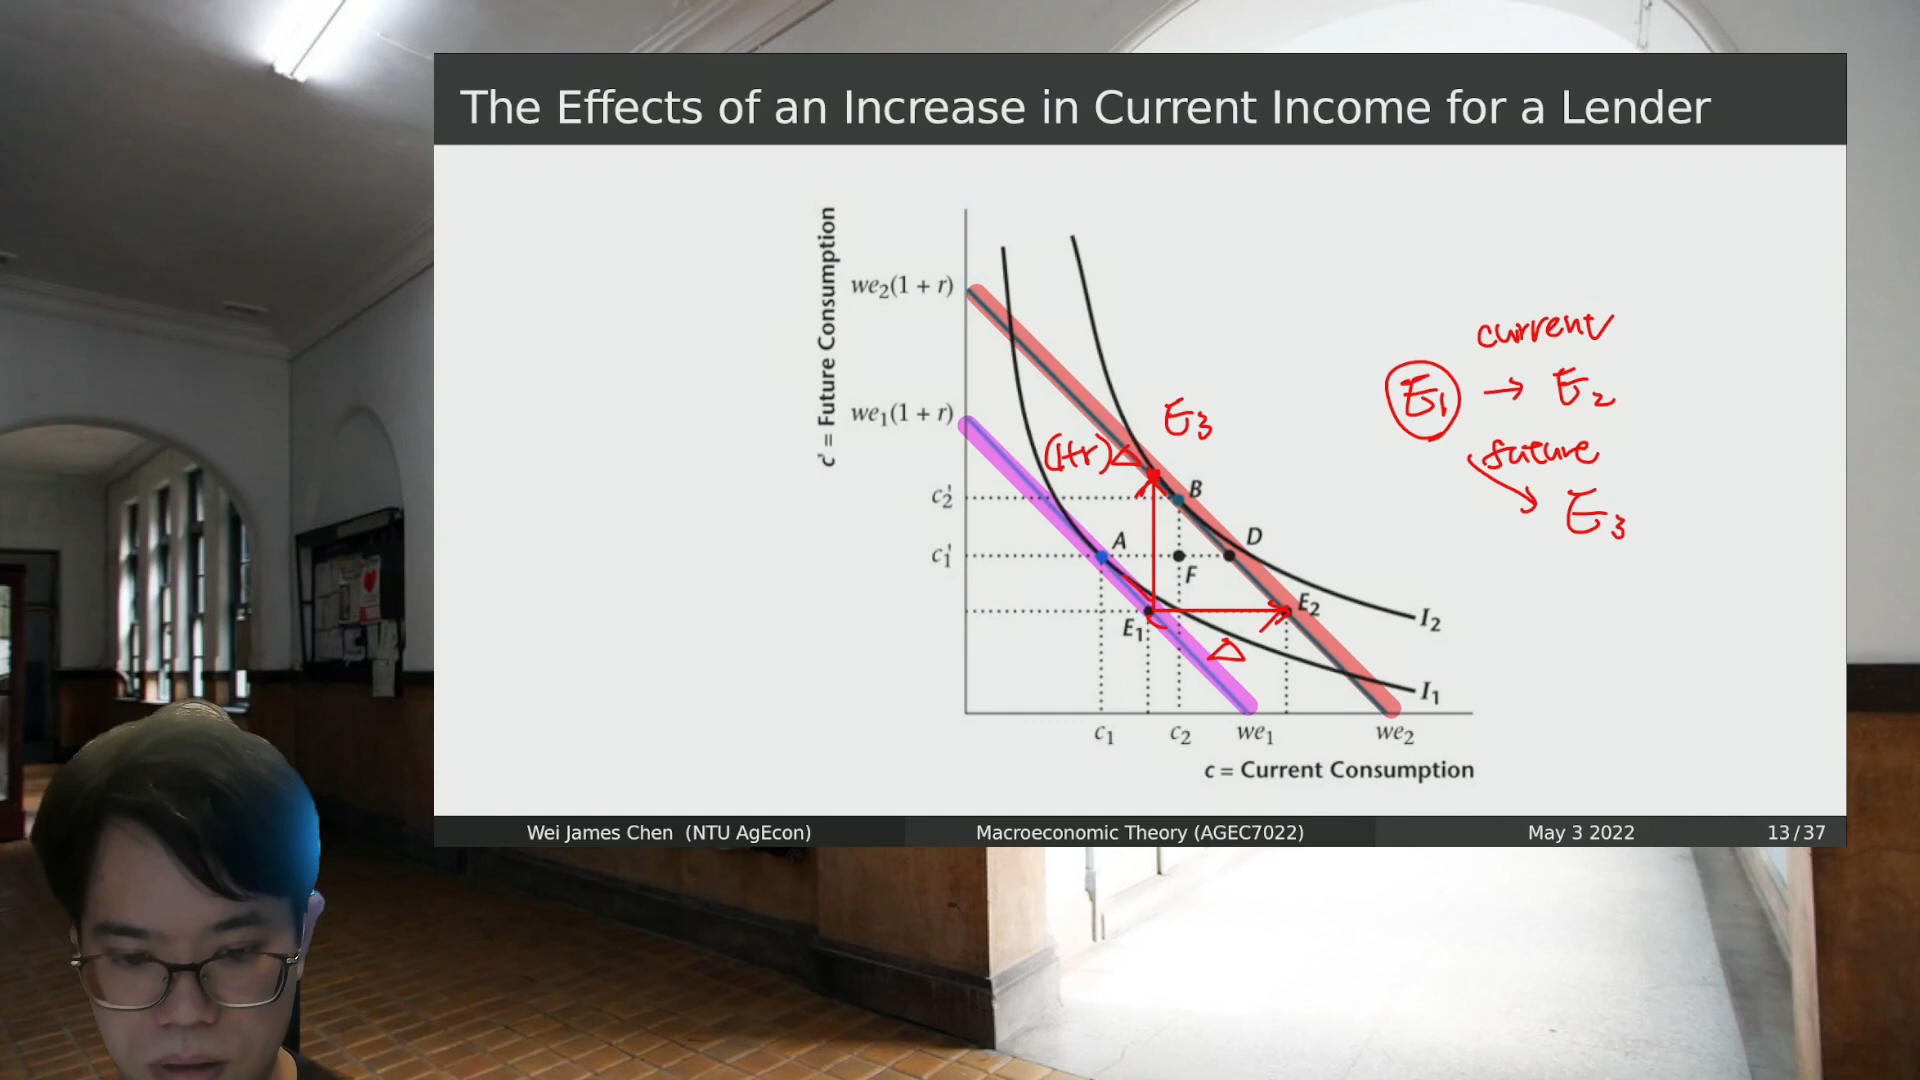 The Effects of an Increase in Current Income for a Lender
c' = Future Consumption
we₂(1 + r)
we₁(1 + r)
c₂'
c₁'
(1+r)△
E₃
A
B
D
F
E₁
E₂
△
I₂
I₁
c₁
c₂
we₁
we₂
c = Current Consumption
current
E₁ → E₂
future
E₃
Wei James Chen (NTU AgEcon)
Macroeconomic Theory (AGEC7022)
May 3 2022
13/37